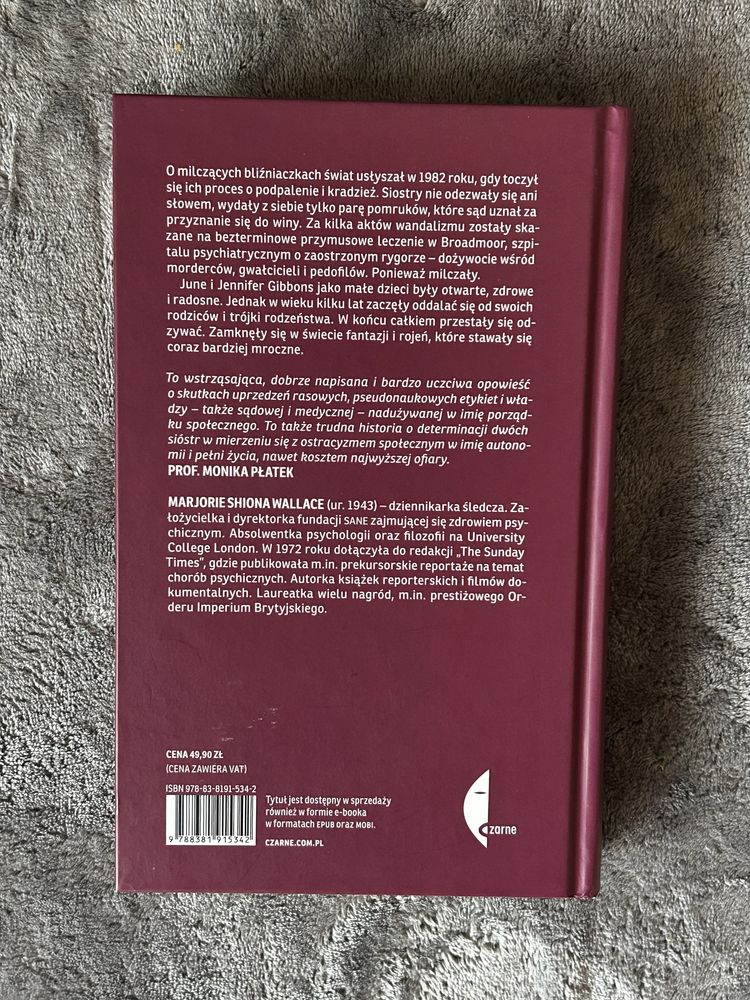 O milczących bliźniaczkach świat usłyszał w 1982 roku, gdy toczył
się ich proces o podpalenie i kradzież. Siostry nie odezwały się ani
słowem, wydały z siebie tylko parę pomruków, które sąd uznał za
przyznanie się do winy. Za kilka aktów wandalizmu zostały ska-
zane na bezterminowe przymusowe leczenie w Broadmoor, szpi-
talu psychiatrycznym o zaostrzonym rygorze – dożywocie wśród
morderców, gwałcicieli i pedofilów. Ponieważ milczały.
June i Jennifer Gibbons jako małe dzieci były otwarte, zdrowe
i radosne. Jednak w wieku kilku lat zaczęły oddalać się od swoich
rodziców i trójki rodzeństwa. W końcu całkiem przestały się od-
zywać. Zamknęły się w świecie fantazji i rojeń, które stawały się
coraz bardziej mroczne.
To wstrząsająca, dobrze napisana i bardzo uczciwa opowieść
o skutkach uprzedzeń rasowych, pseudonaukowych etykiet i wła-
dzy – także sądowej i medycznej – nadużywanej w imię porząd-
ku społecznego. To także trudna historia o determinacji dwóch
sióstr w mierzeniu się z ostracyzmem społecznym w imię autono-
mii i pełni życia, nawet kosztem najwyższej ofiary.
PROF. MONIKA PŁATEK
MARJORIE SHIONA WALLACE (ur. 1943) – dziennikarka śledcza. Za-
łożycielka i dyrektorka fundacji SANE zajmującej się zdrowiem psy-
chicznym. Absolwentka psychologii oraz filozofii na University
College London. W 1972 roku dołączyła do redakcji „The Sunday
Times”, gdzie publikowała m.in. prekursorskie reportaże na temat
chorób psychicznych. Autorka książek reporterskich i filmów do-
kumentalnych. Laureatka wielu nagród, m.in. prestiżowego Or-
deru Imperium Brytyjskiego.
CENA 49,90 ZŁ
(CENA ZAWIERA VAT)
ISBN 978-83-8191-534-2
9 788381 915342
Tytuł jest dostępny w sprzedaży
również w formie e-booka
w formatach EPUB oraz MOBI.
CZARNE.COM.PL
czarne